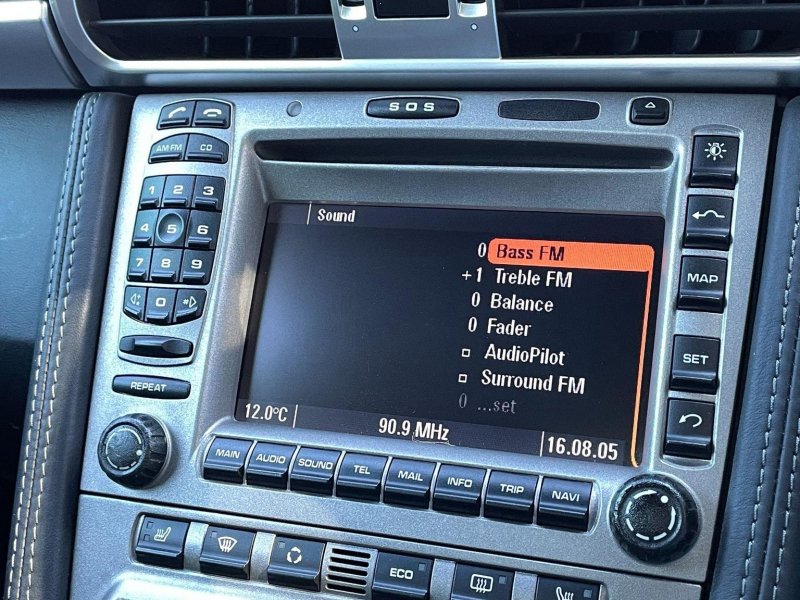 SOS
AM FM CD
1 2 3
4 5 6
7 8 9
0 #
REPEAT
Sound
0 Bass FM
+1 Treble FM
0 Balance
0 Fader
AudioPilot
Surround FM
0 ...set
12.0°C
90.9 MHz
16.08.05
MAP
SET
MAIN AUDIO SOUND TEL MAIL INFO TRIP NAVI
ECO